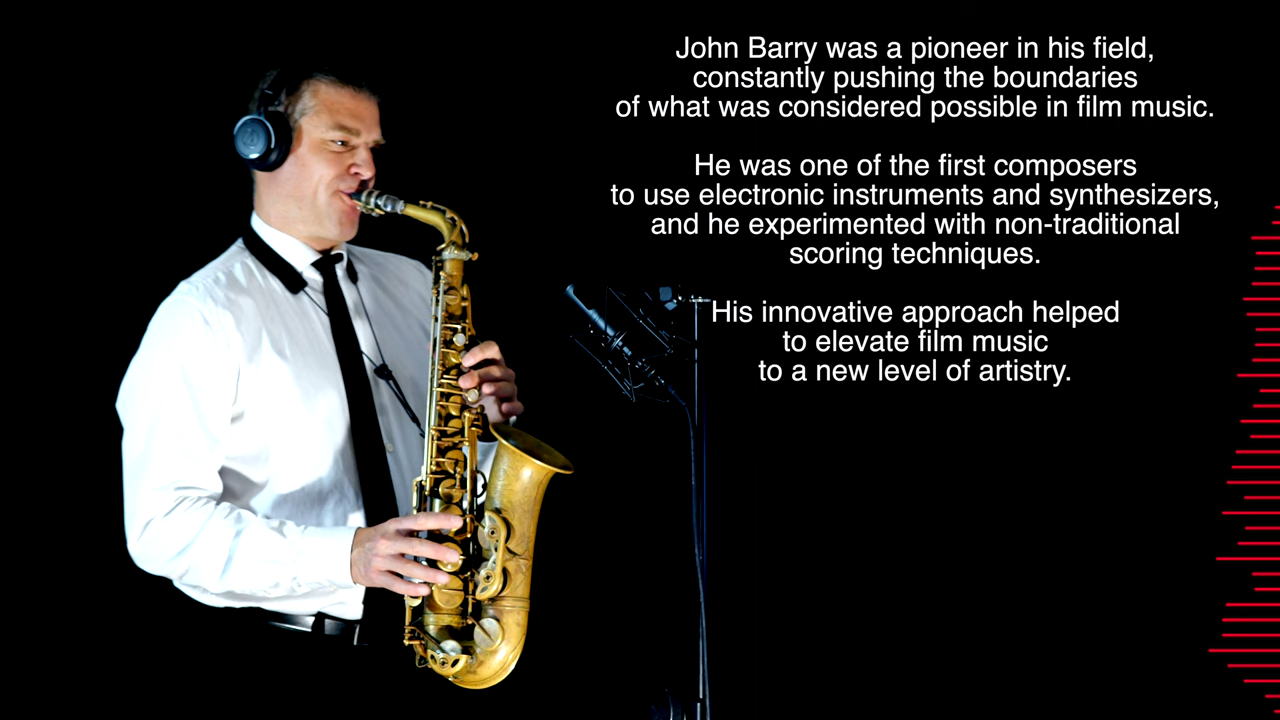 John Barry was a pioneer in his field,
constantly pushing the boundaries
of what was considered possible in film music.
He was one of the first composers
to use electronic instruments and synthesizers,
and he experimented with non-traditional
scoring techniques.
His innovative approach helped
to elevate film music
to a new level of artistry.